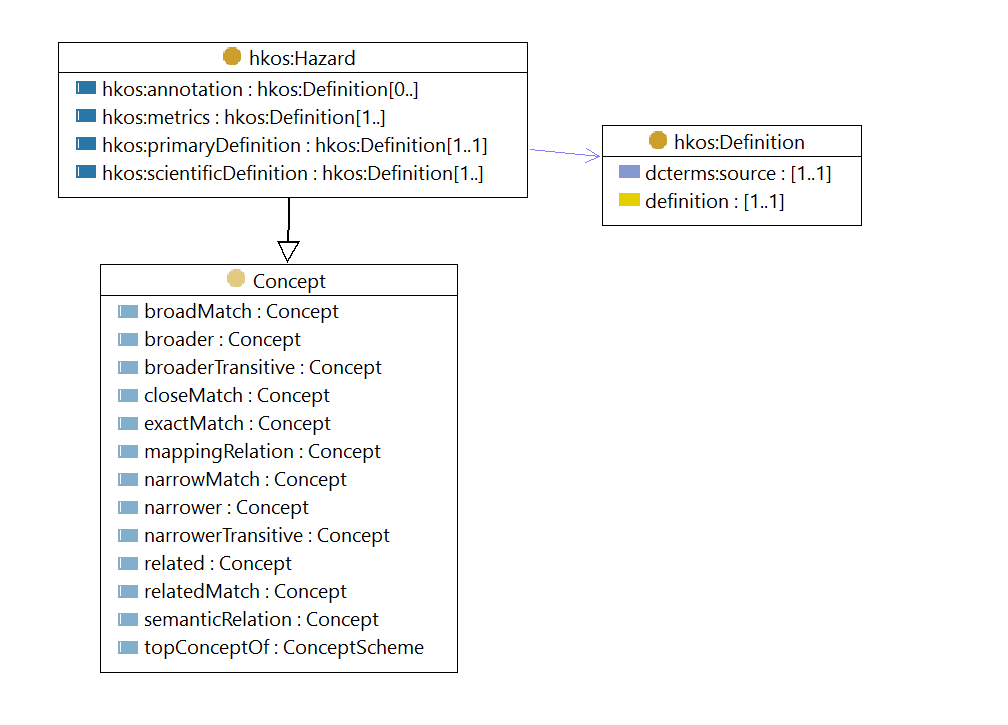 hkos:Hazard
hkos:annotation : hkos:Definition[0..]
hkos:metrics : hkos:Definition[1..]
hkos:primaryDefinition : hkos:Definition[1..1]
hkos:scientificDefinition : hkos:Definition[1..]
hkos:Definition
dcterms:source : [1..1]
definition : [1..1]
Concept
broadMatch : Concept
broader : Concept
broaderTransitive : Concept
closeMatch : Concept
exactMatch : Concept
mappingRelation : Concept
narrowMatch : Concept
narrower : Concept
narrowerTransitive : Concept
related : Concept
relatedMatch : Concept
semanticRelation : Concept
topConceptOf : ConceptScheme